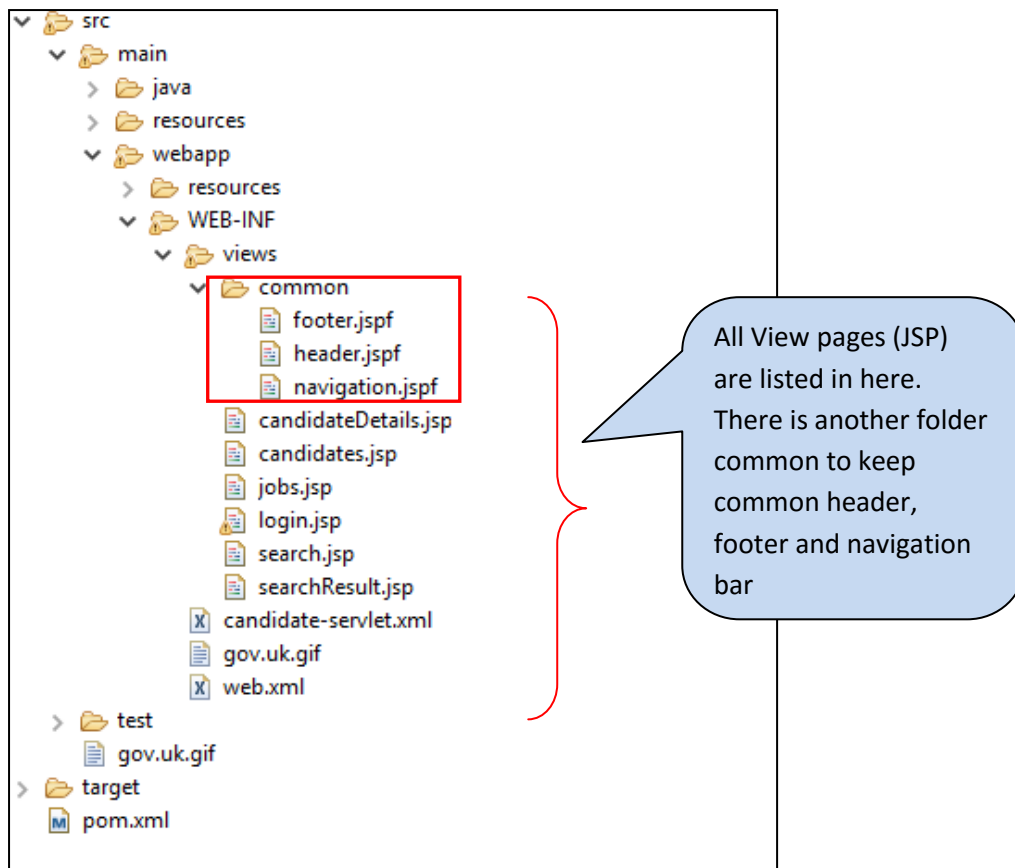 src
main
java
resources
webapp
resources
WEB-INF
views
common
footer.jspf
header.jspf
navigation.jspf
candidateDetails.jsp
candidates.jsp
jobs.jsp
login.jsp
search.jsp
searchResult.jsp
candidate-servlet.xml
gov.uk.gif
web.xml
test
gov.uk.gif
target
pom.xml
All View pages (JSP)
are listed in here.
There is another folder
common to keep
common header,
footer and navigation
bar